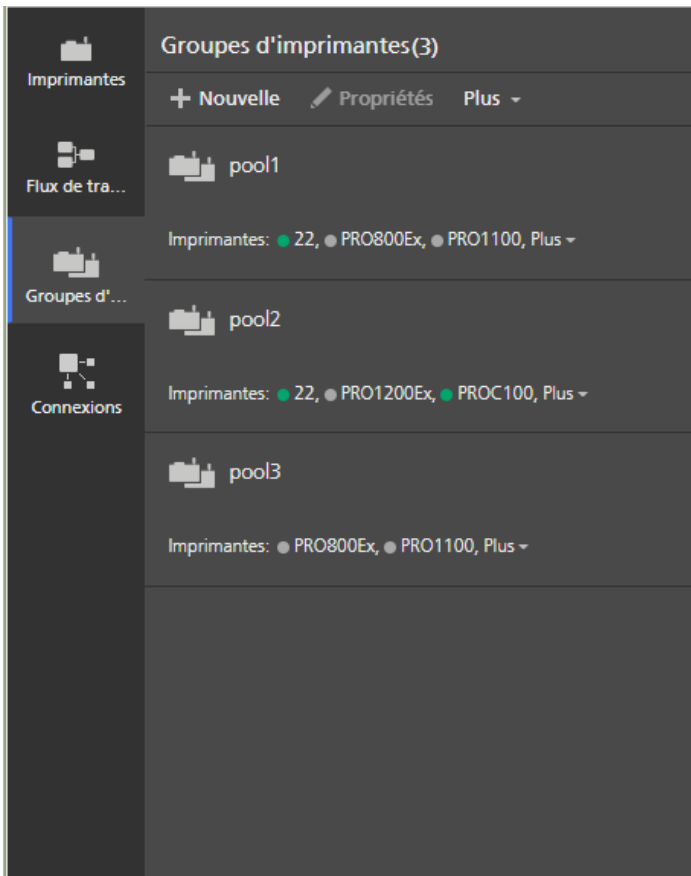 Imprimantes
Flux de tra...
Groupes d'...
Connexions
Groupes d'imprimantes(3)
Nouvelle Propriétés Plus
pool1
Imprimantes: 22, PRO800Ex, PRO1100, Plus
pool2
Imprimantes: 22, PRO1200Ex, PROC100, Plus
pool3
Imprimantes: PRO800Ex, PRO1100, Plus